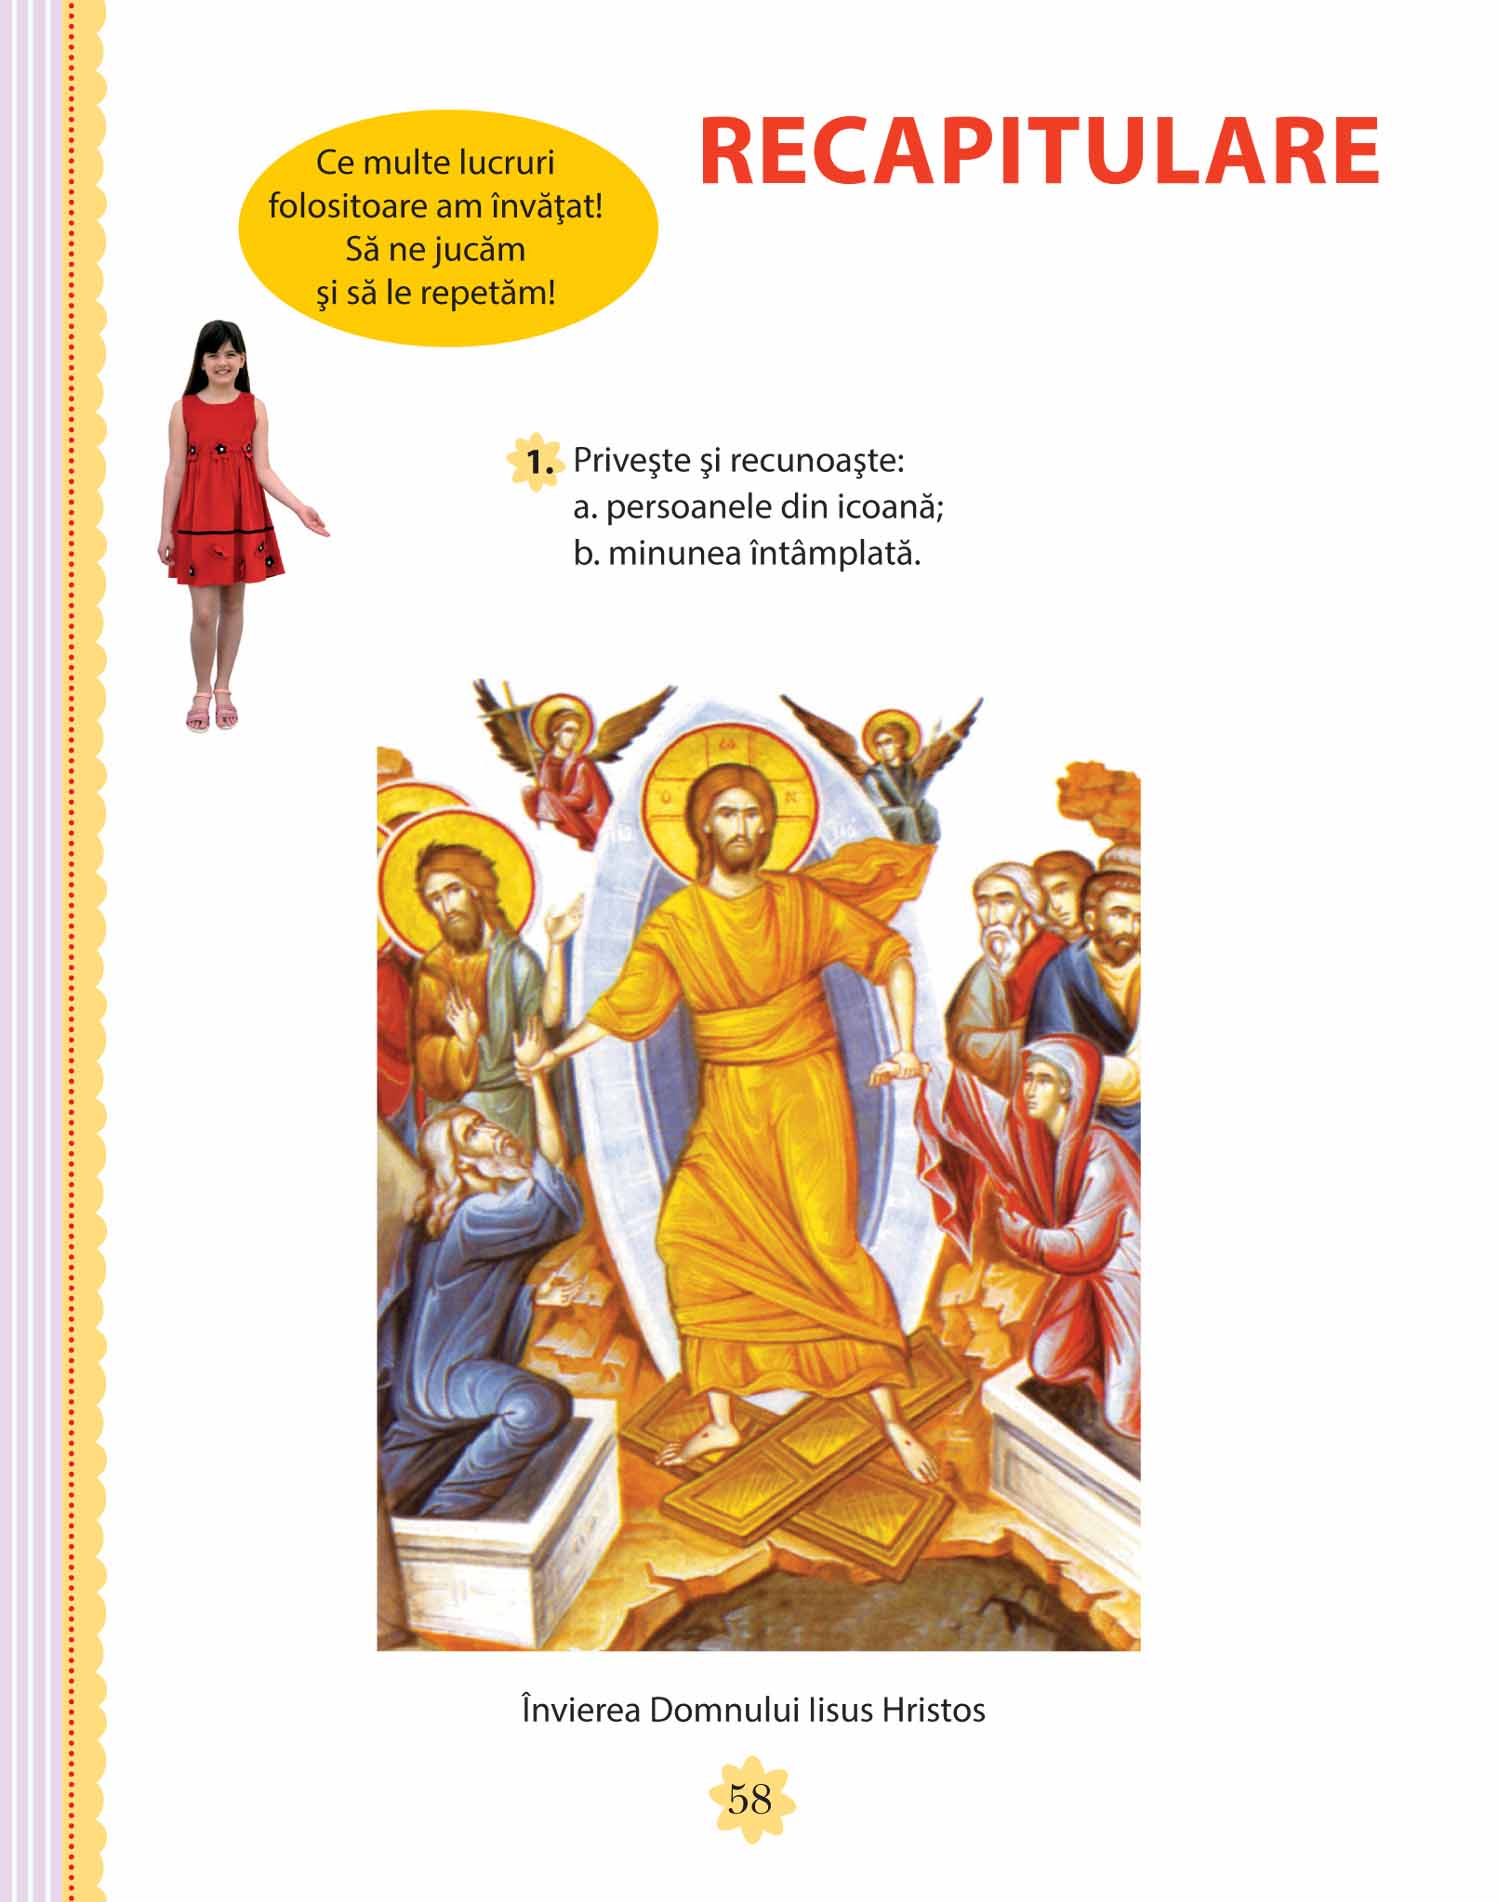 RECAPITULARE
Ce multe lucruri
folositoare am învăţat!
Să ne jucăm
şi să le repetăm!
1. Priveşte şi recunoaşte:
a. persoanele din icoană;
b. minunea întâmplată.
Învierea Domnului Iisus Hristos
58